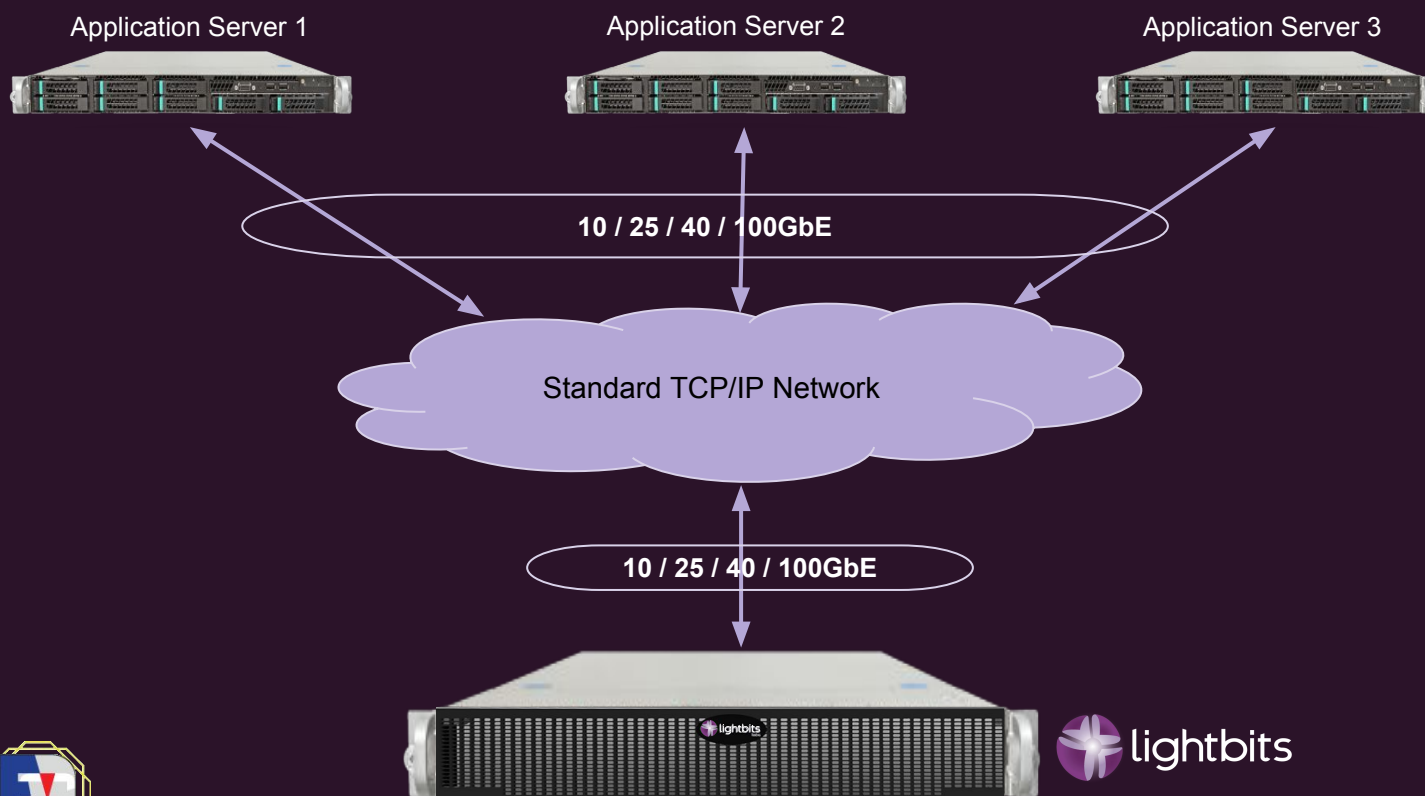 Application Server 1
Application Server 2
Application Server 3
10 / 25 / 40 / 100GbE
Standard TCP/IP Network
10 / 25 / 40 / 100GbE
lightbits
lightbits